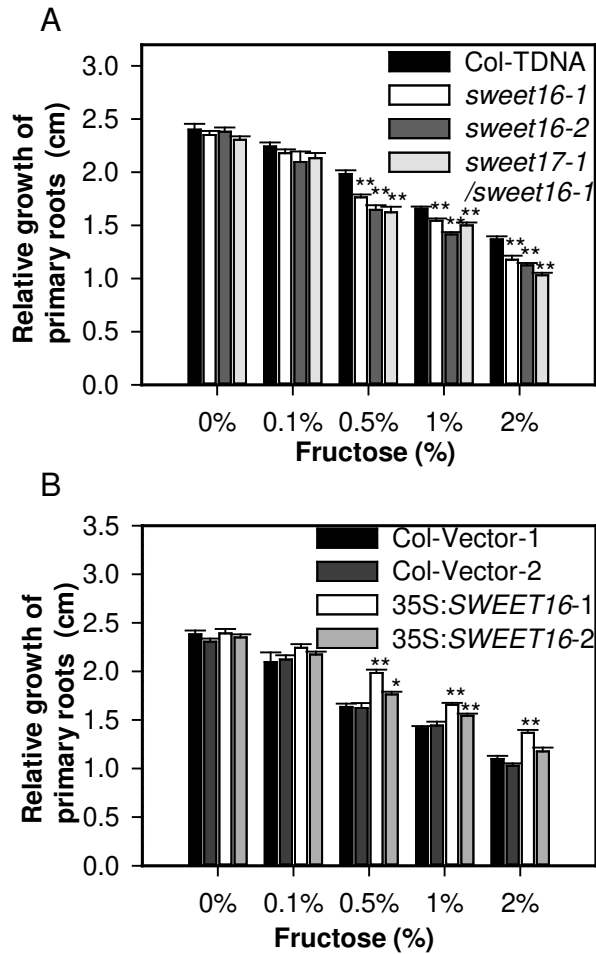 A
Relative growth of
primary roots (cm)
3.0
2.5
2.0
1.5
1.0
0.5
0.0
Col-TDNA
sweet16-1
sweet16-2
sweet17-1
/sweet16-1
** ** **
** ** **
** ** **
0% 0.1% 0.5% 1% 2%
Fructose (%)
B
Relative growth of
primary roots (cm)
3.5
3.0
2.5
2.0
1.5
1.0
0.5
0.0
Col-Vector-1
Col-Vector-2
35S:SWEET16-1
35S:SWEET16-2
** *
** **
**
0% 0.1% 0.5% 1% 2%
Fructose (%)